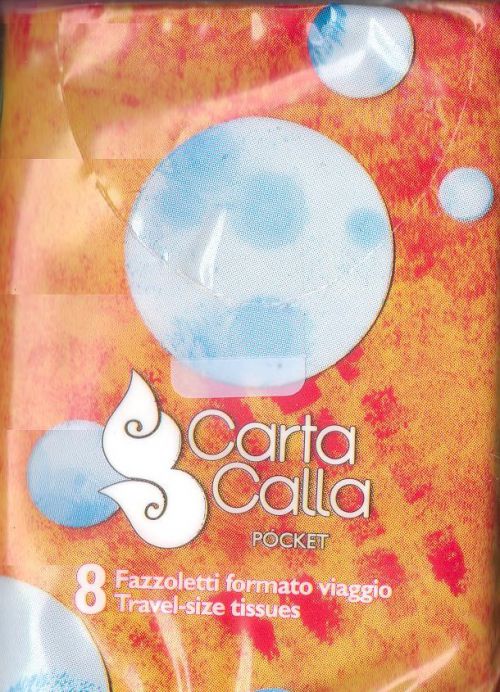 Carta
Calla
POCKET
8 Fazzoletti formato viaggio
Travel-size tissues